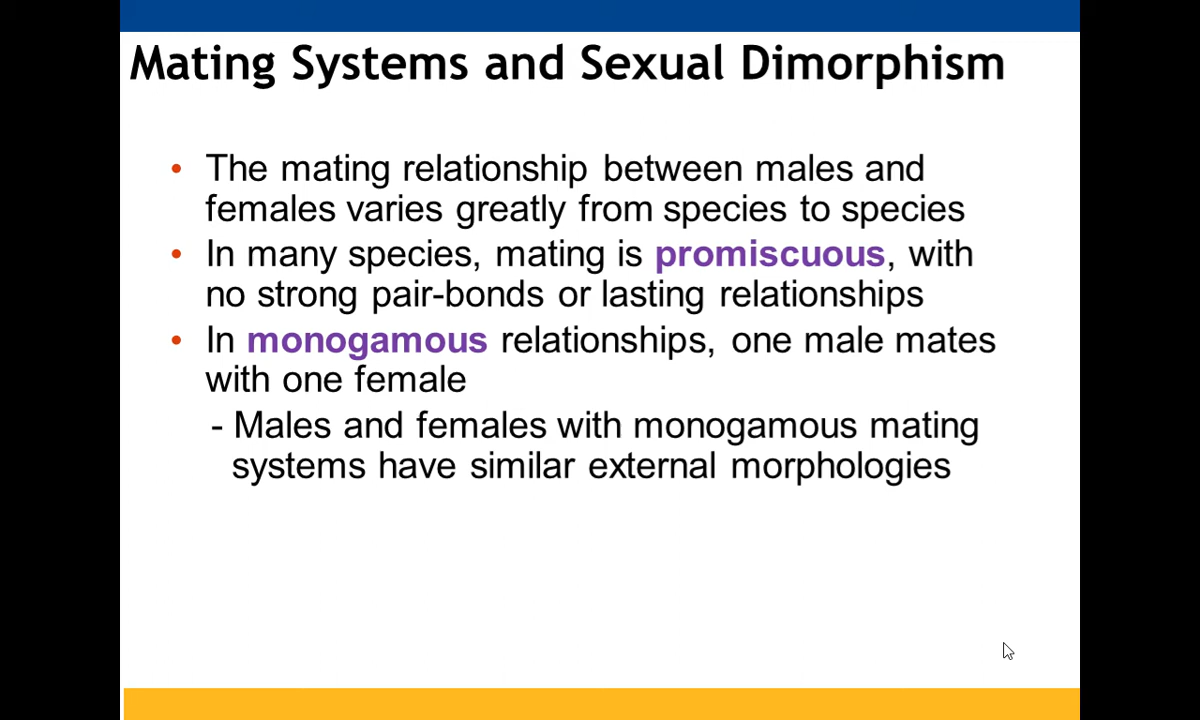 Mating Systems and Sexual Dimorphism
• The mating relationship between males and
females varies greatly from species to species
• In many species, mating is promiscuous, with
no strong pair-bonds or lasting relationships
• In monogamous relationships, one male mates
with one female
- Males and females with monogamous mating
systems have similar external morphologies